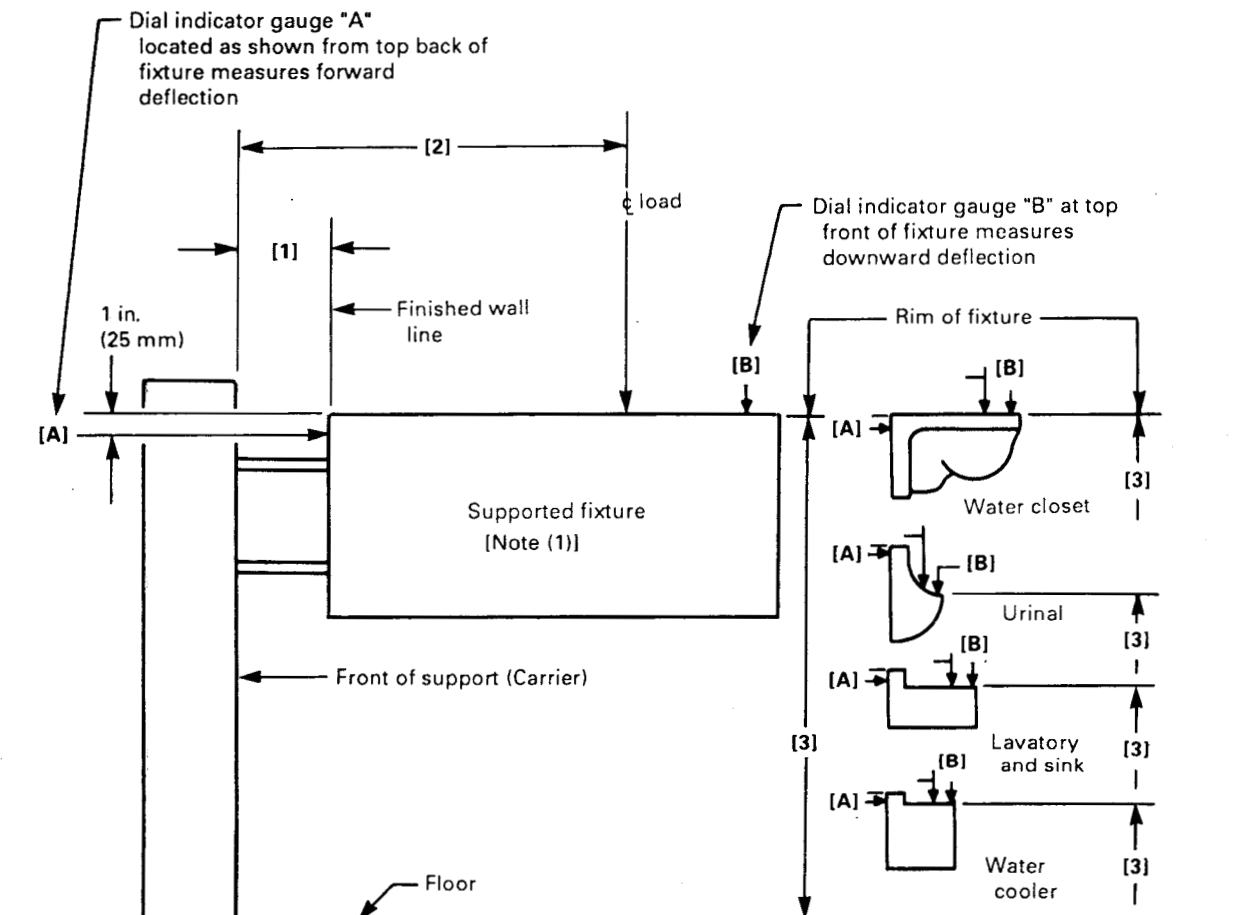 Dial indicator gauge "A"
located as shown from top back of
fixture measures forward
deflection
[2]
℄ load
Dial indicator gauge "B" at top
front of fixture measures
downward deflection
[1]
Finished wall
line
1 in.
(25 mm)
Rim of fixture
[B]
[B]
[A]
[A]
[3]
Supported fixture
[Note (1)]
Water closet
[A]
[B]
Urinal
[3]
[B]
Front of support (Carrier)
[A]
[3]
Lavatory
and sink
[3]
[B]
[A]
Water
cooler
[3]
Floor